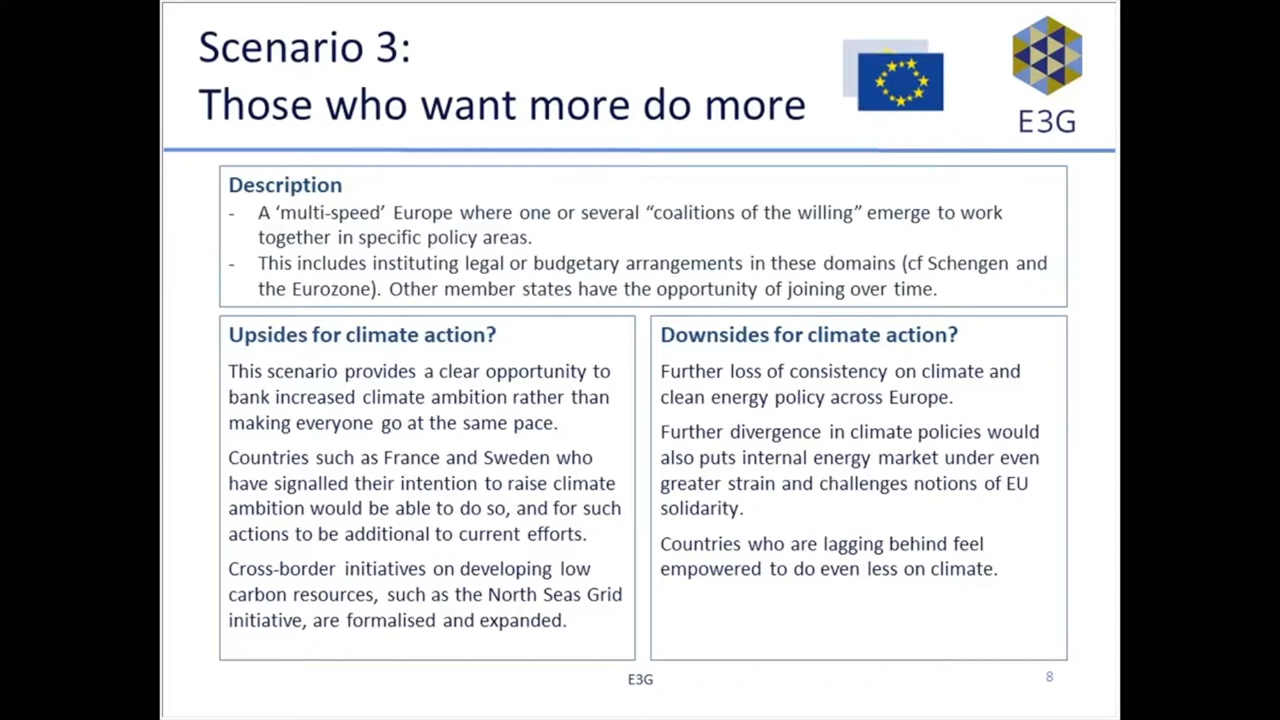 Scenario 3:
Those who want more do more
E3G
Description
- A ‘multi-speed’ Europe where one or several “coalitions of the willing” emerge to work
together in specific policy areas.
- This includes instituting legal or budgetary arrangements in these domains (cf Schengen and
the Eurozone). Other member states have the opportunity of joining over time.
Upsides for climate action?
This scenario provides a clear opportunity to
bank increased climate ambition rather than
making everyone go at the same pace.
Countries such as France and Sweden who
have signalled their intention to raise climate
ambition would be able to do so, and for such
actions to be additional to current efforts.
Cross-border initiatives on developing low
carbon resources, such as the North Seas Grid
initiative, are formalised and expanded.
Downsides for climate action?
Further loss of consistency on climate and
clean energy policy across Europe.
Further divergence in climate policies would
also puts internal energy market under even
greater strain and challenges notions of EU
solidarity.
Countries who are lagging behind feel
empowered to do even less on climate.
E3G
8